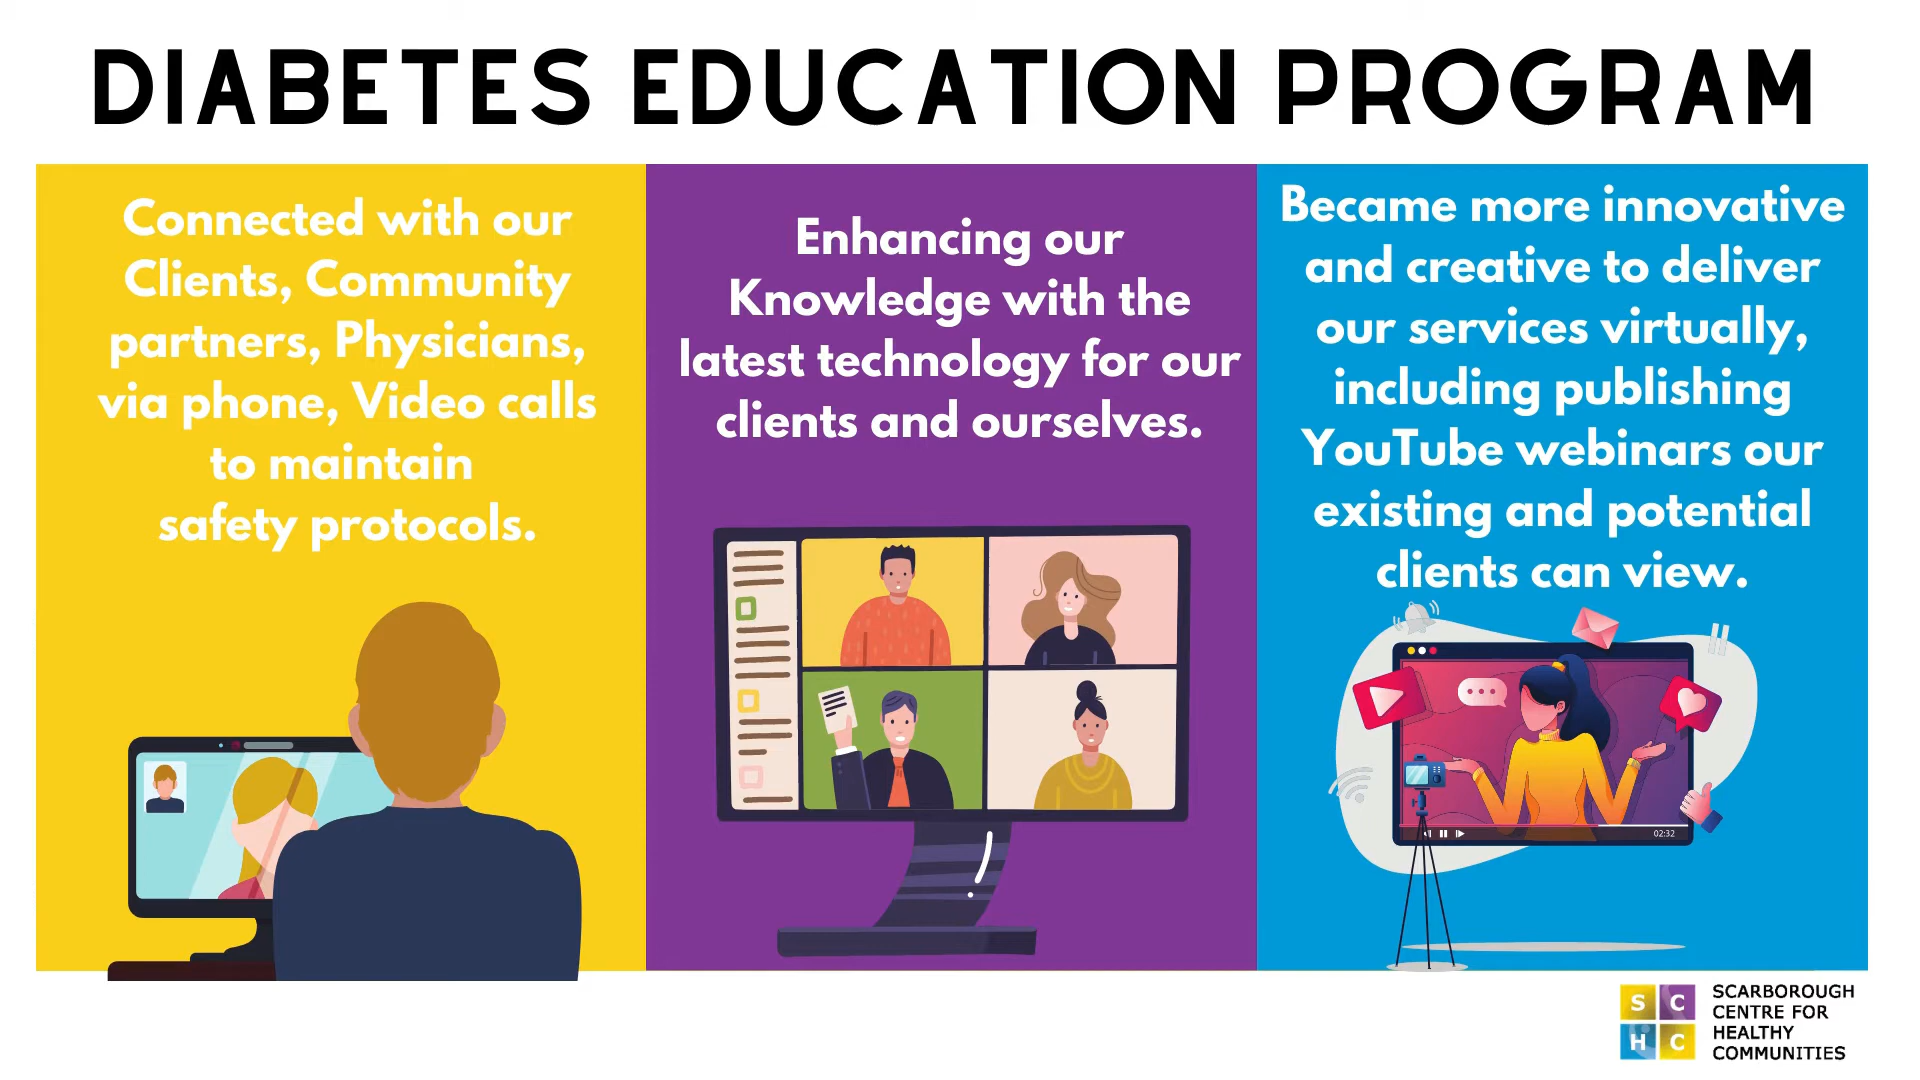 DIABETES EDUCATION PROGRAM
Connected with our
Clients, Community
partners, Physicians,
via phone, Video calls
to maintain
safety protocols.
Enhancing our
Knowledge with the
latest technology for our
clients and ourselves.
Became more innovative
and creative to deliver
our services virtually,
including publishing
YouTube webinars our
existing and potential
clients can view.
02:32
S C
H C
SCARBOROUGH
CENTRE FOR
HEALTHY
COMMUNITIES